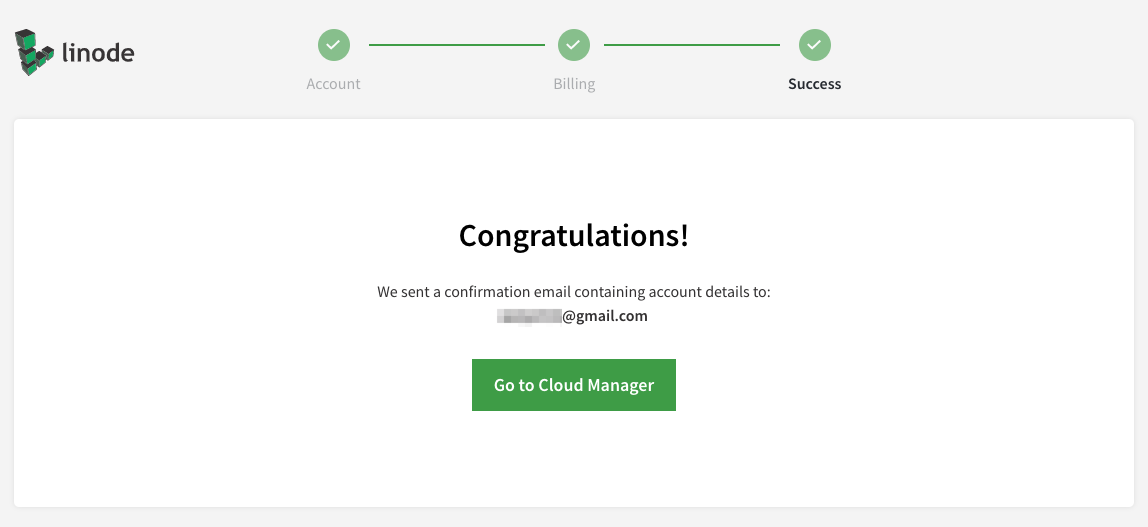 linode
Account
Billing
Success
Congratulations!
We sent a confirmation email containing account details to:
@gmail.com
Go to Cloud Manager